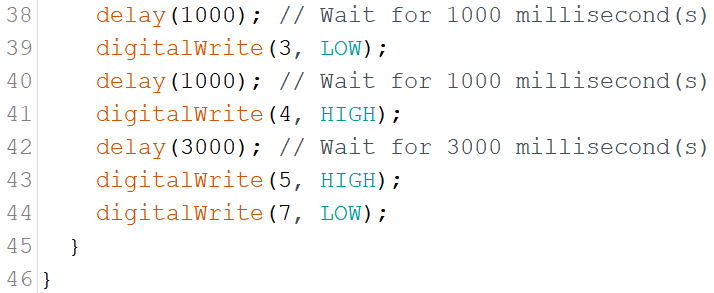 38 delay(1000); // Wait for 1000 millisecond(s)
39 digitalWrite(3, LOW);
40 delay(1000); // Wait for 1000 millisecond(s)
41 digitalWrite(4, HIGH);
42 delay(3000); // Wait for 3000 millisecond(s)
43 digitalWrite(5, HIGH);
44 digitalWrite(7, LOW);
45 }
46 }